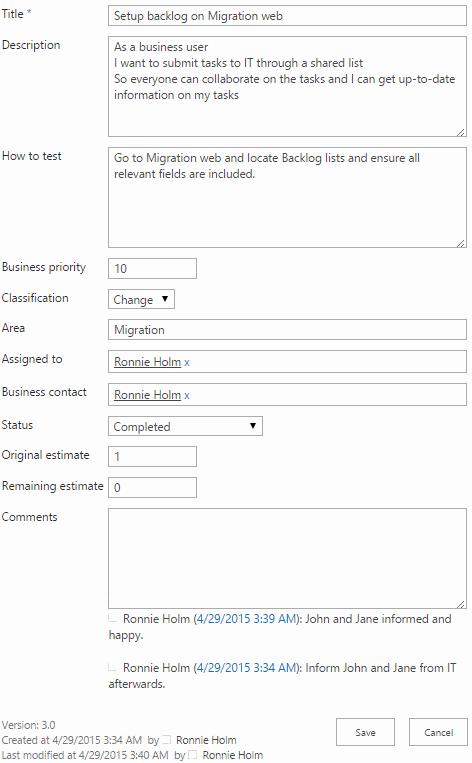 Title * Setup backlog on Migration web
Description As a business user
I want to submit tasks to IT through a shared list
So everyone can collaborate on the tasks and I can get up-to-date
information on my tasks
How to test Go to Migration web and locate Backlog lists and ensure all
relevant fields are included.
Business priority 10
Classification Change
Area Migration
Assigned to Ronnie Holm x
Business contact Ronnie Holm x
Status Completed
Original estimate 1
Remaining estimate 0
Comments
Ronnie Holm (4/29/2015 3:39 AM): John and Jane informed and
happy.
Ronnie Holm (4/29/2015 3:34 AM): Inform John and Jane from IT
afterwards.
Version: 3.0
Created at 4/29/2015 3:34 AM by Ronnie Holm
Last modified at 4/29/2015 3:40 AM by Ronnie Holm
Save Cancel